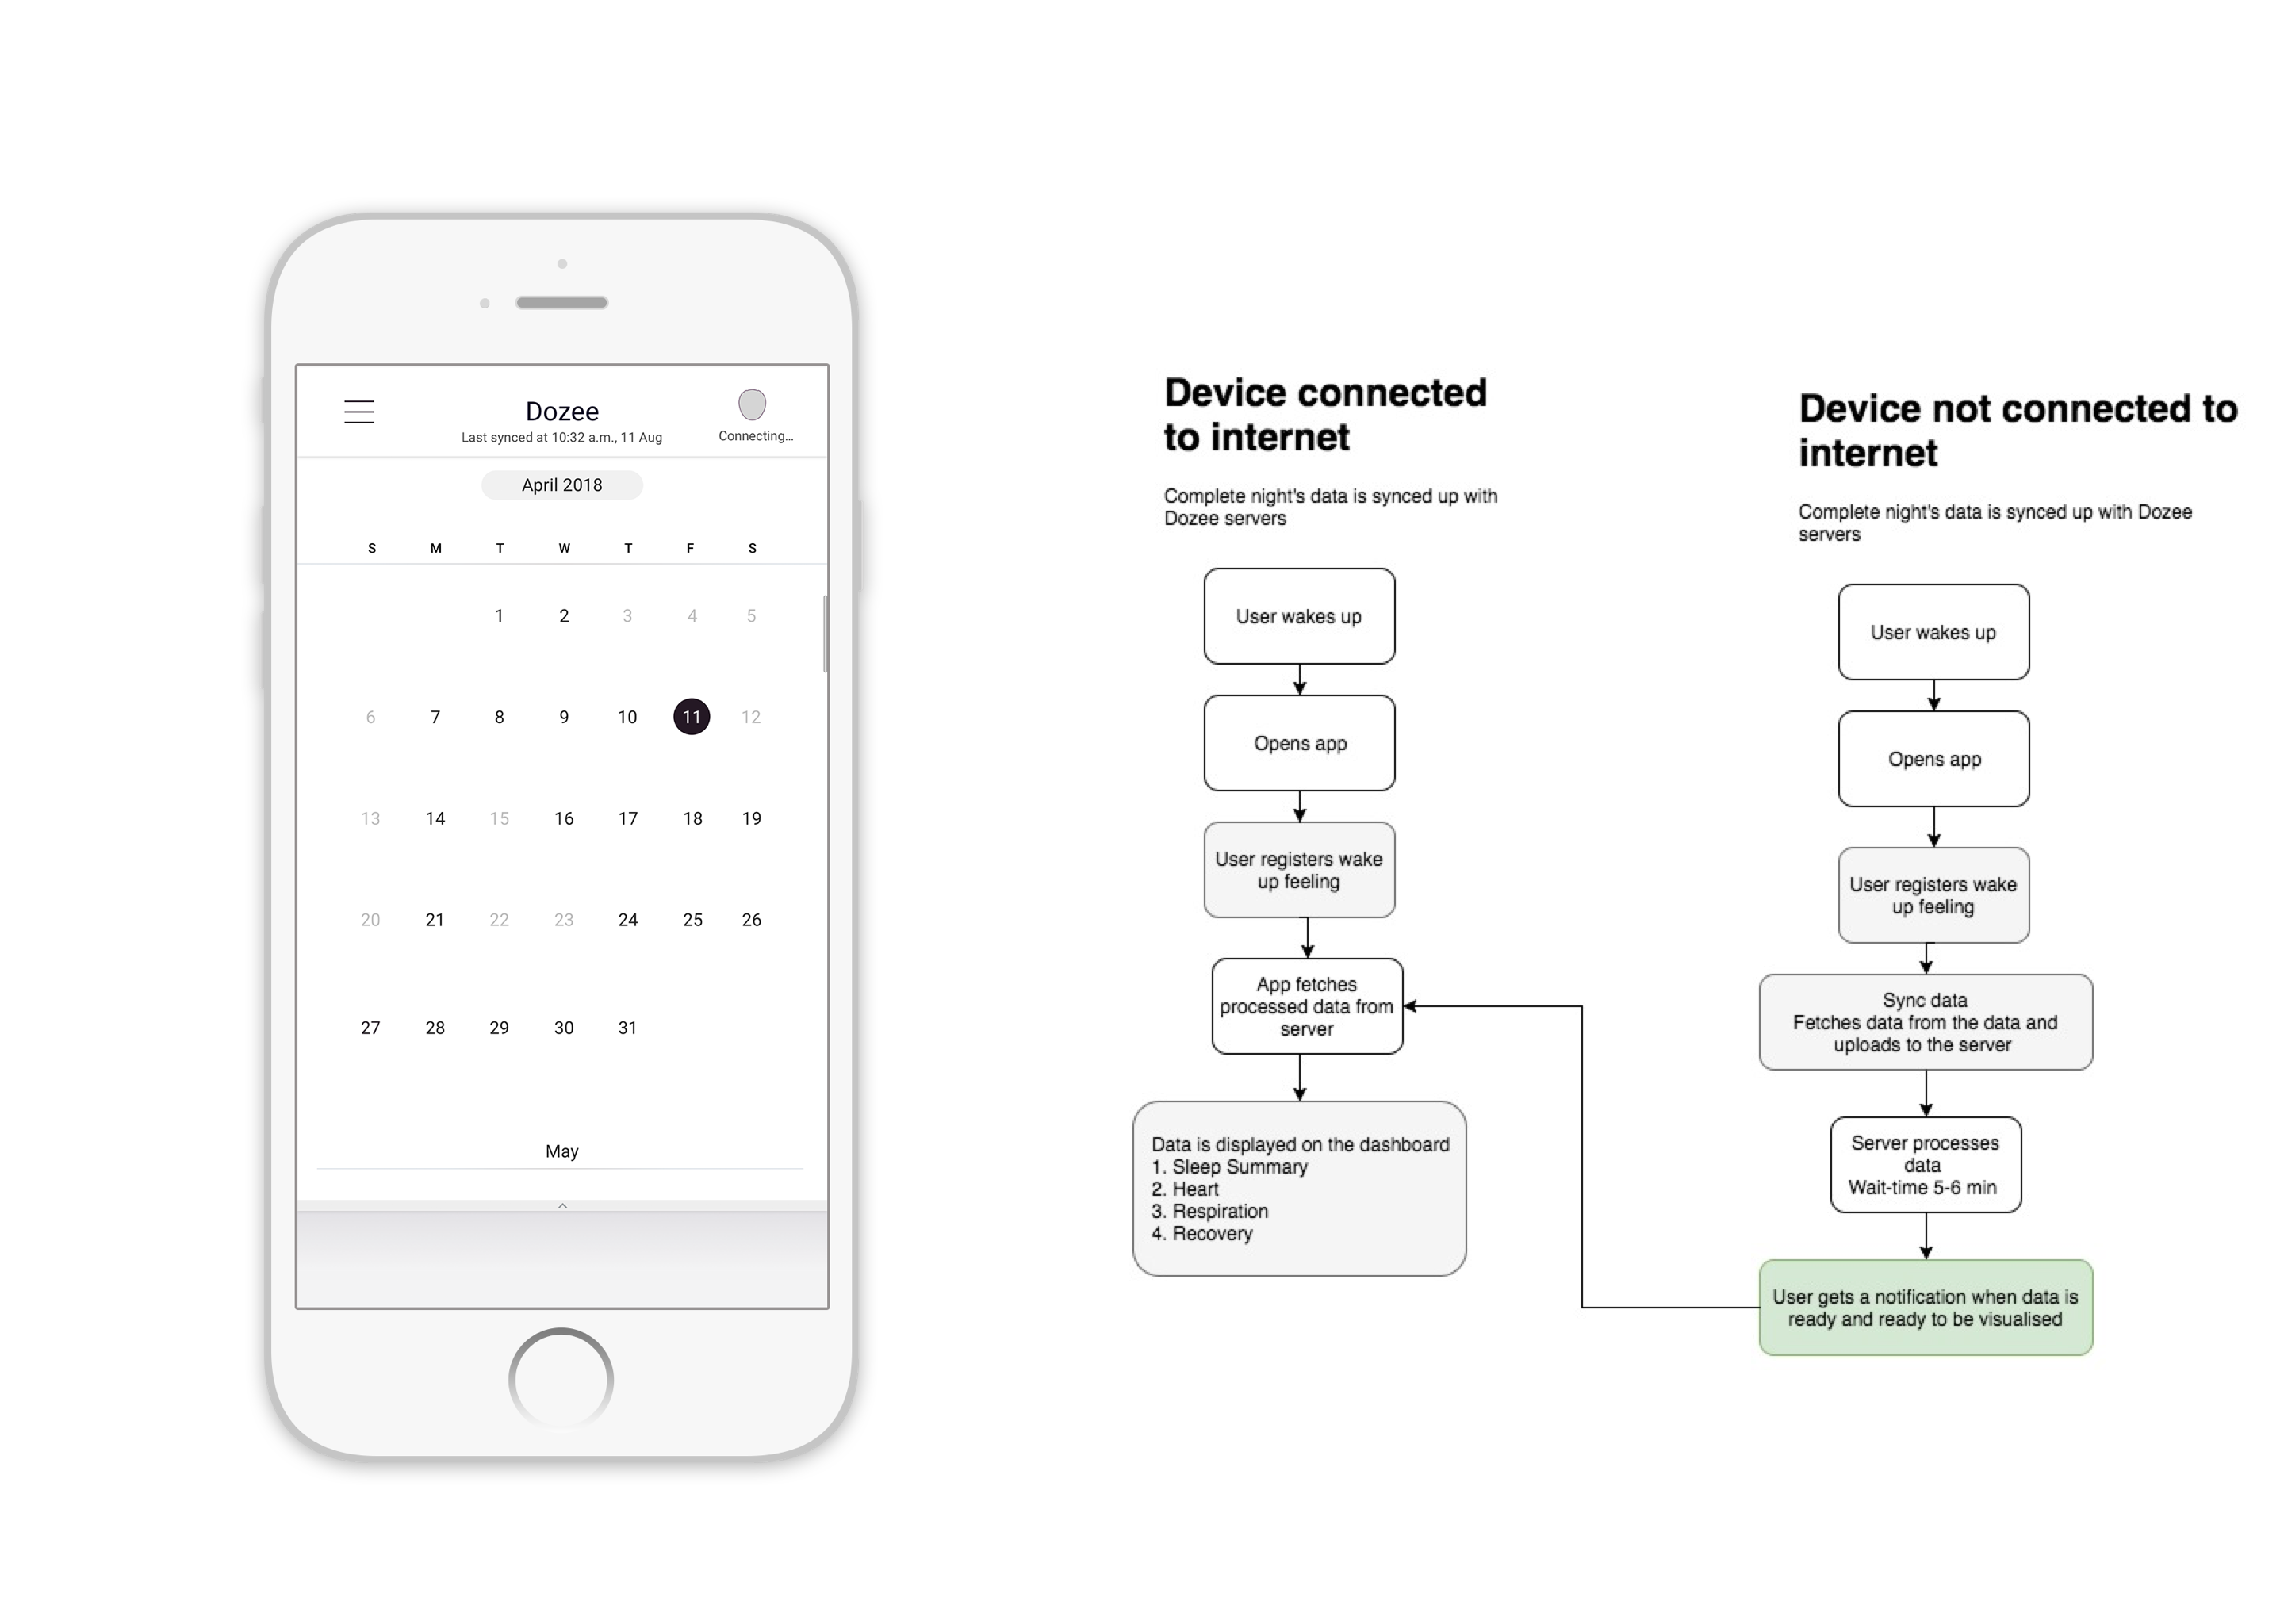 Dozee
Last synced at 10:32 a.m., 11 Aug
Connecting...
April 2018
S M T W T F S
1 2 3 4 5
6 7 8 9 10 11 12
13 14 15 16 17 18 19
20 21 22 23 24 25 26
27 28 29 30 31
May
Device connected
to internet
Complete night's data is synced up with
Dozee servers
User wakes up
Opens app
User registers wake
up feeling
App fetches
processed data from
server
Data is displayed on the dashboard
1. Sleep Summary
2. Heart
3. Respiration
4. Recovery
Device not connected to
internet
Complete night's data is synced up with Dozee
servers
User wakes up
Opens app
User registers wake
up feeling
Sync data
Fetches data from the data and
uploads to the server
Server processes
data
Wait-time 5-6 min
User gets a notification when data is
ready and ready to be visualised